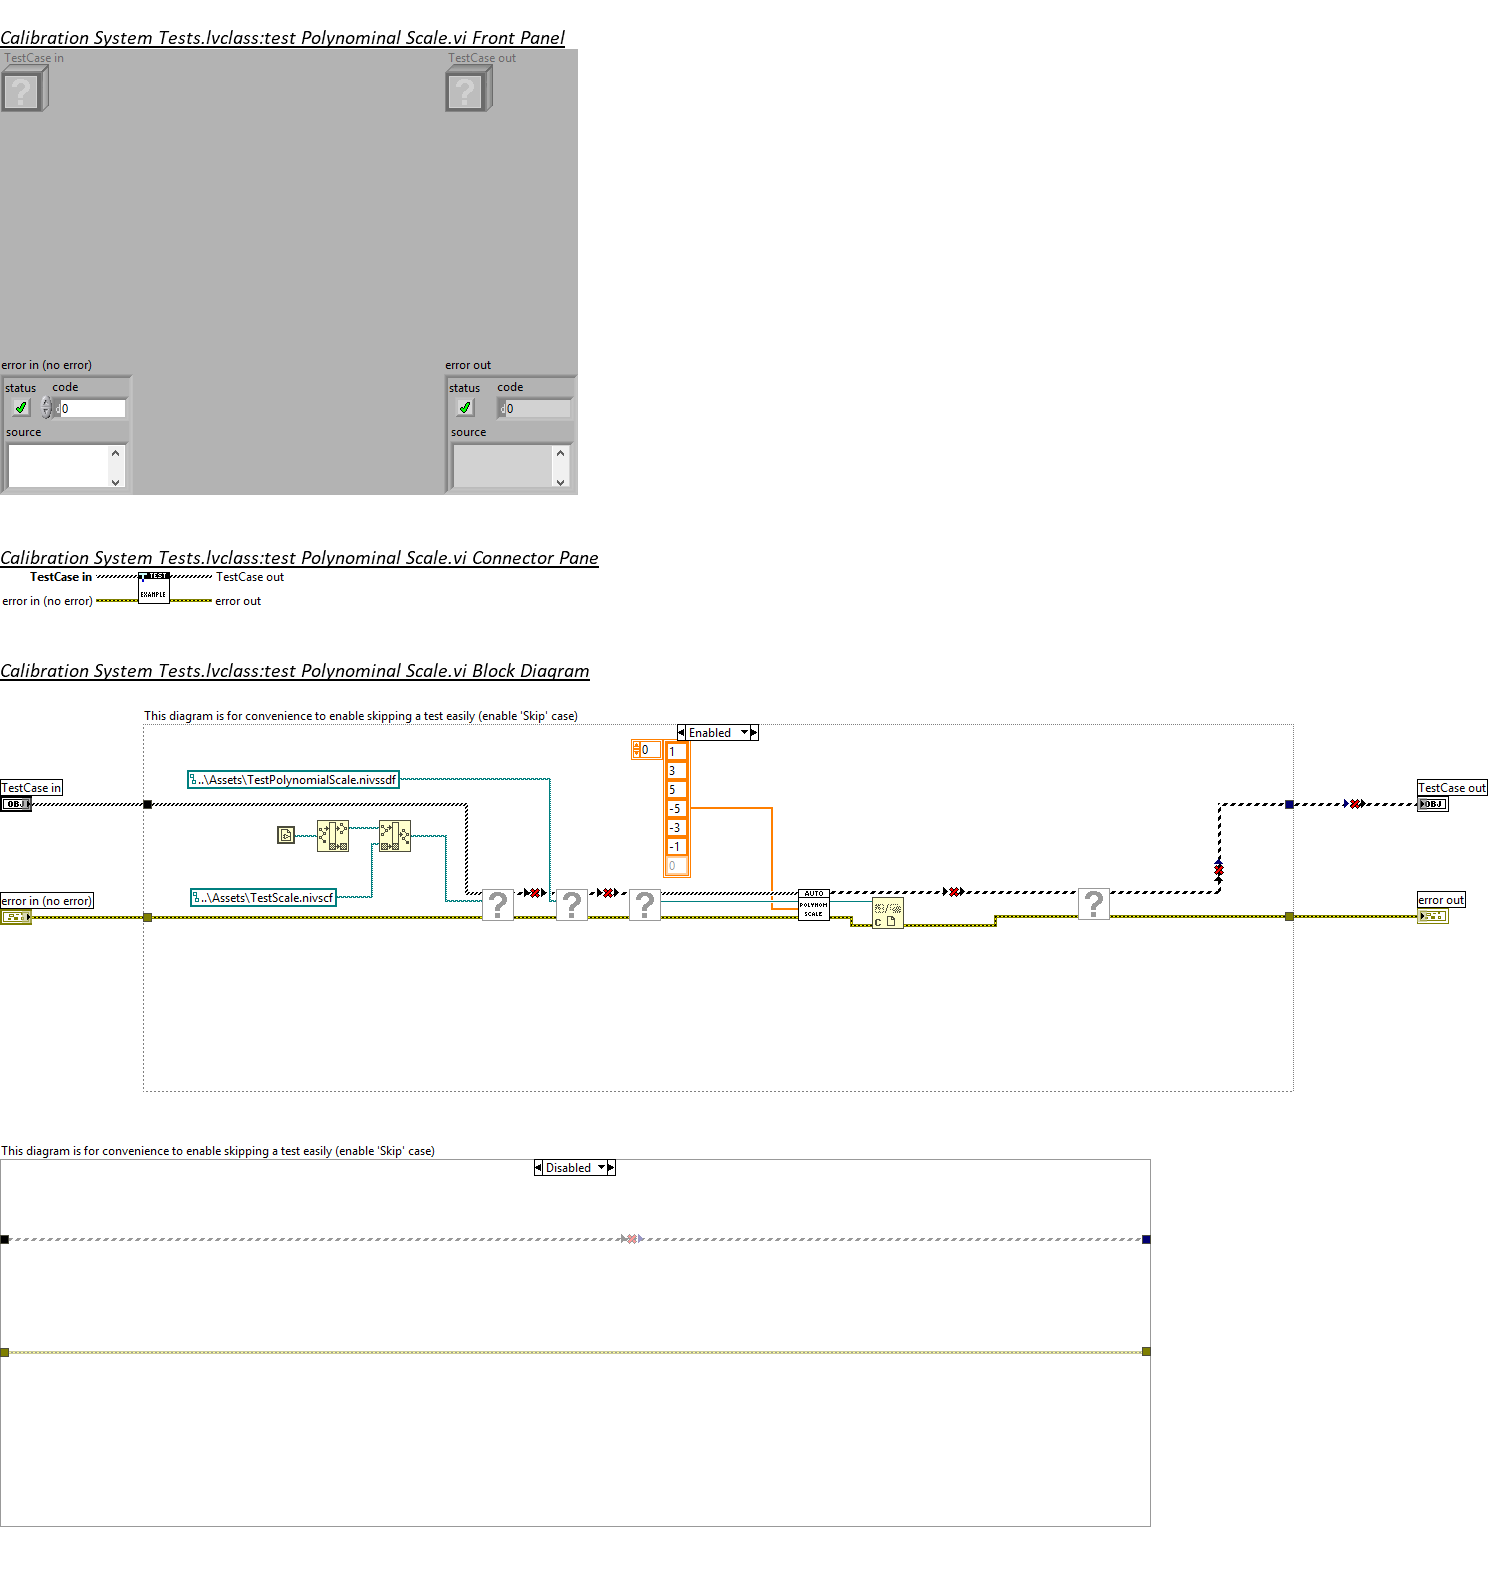 Calibration System Tests.lvclass:test Polynominal Scale.vi Front Panel
TestCase in
TestCase out
?
?
error in (no error)
error out
status
code
status
code
d0
d0
source
source
Calibration System Tests.lvclass:test Polynominal Scale.vi Connector Pane
TestCase in
TestCase out
TEST
EXAMPLE
error in (no error)
error out
Calibration System Tests.lvclass:test Polynominal Scale.vi Block Diagram
This diagram is for convenience to enable skipping a test easily (enable 'Skip' case)
Enabled
0
1
3
5
-5
-3
-1
0
..\Assets\TestPolynomialScale.nivssdf
TestCase in
OBJ
TestCase out
OBJ
..\Assets\TestScale.nivscf
error in (no error)
error out
?
?
?
AUTO
POLYNOM
SCALE
C
?
This diagram is for convenience to enable skipping a test easily (enable 'Skip' case)
Disabled